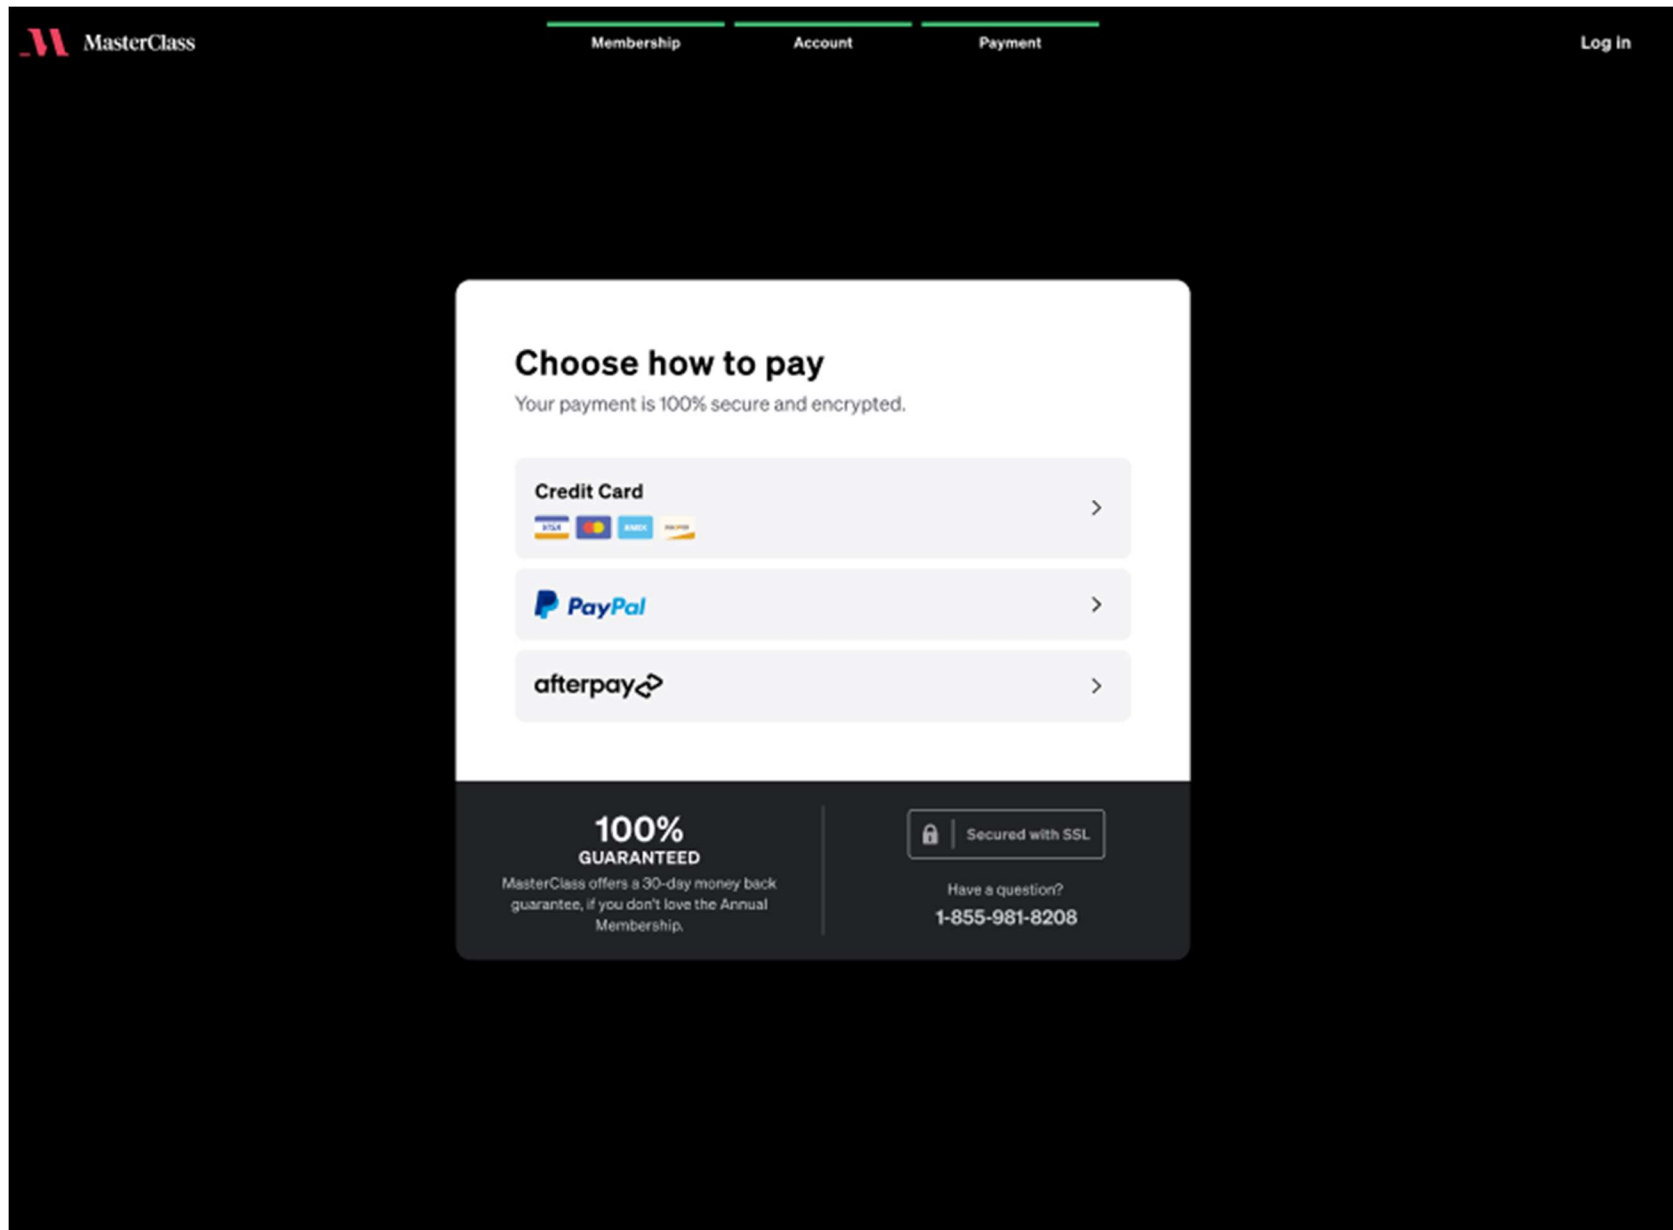 MasterClass
Membership
Account
Payment
Log in
Choose how to pay
Your payment is 100% secure and encrypted.
Credit Card
VISA
AMEX
PayPal
afterpay
100%
GUARANTEED
MasterClass offers a 30-day money back
guarantee, if you don't love the Annual
Membership.
Secured with SSL
Have a question?
1-855-981-8208